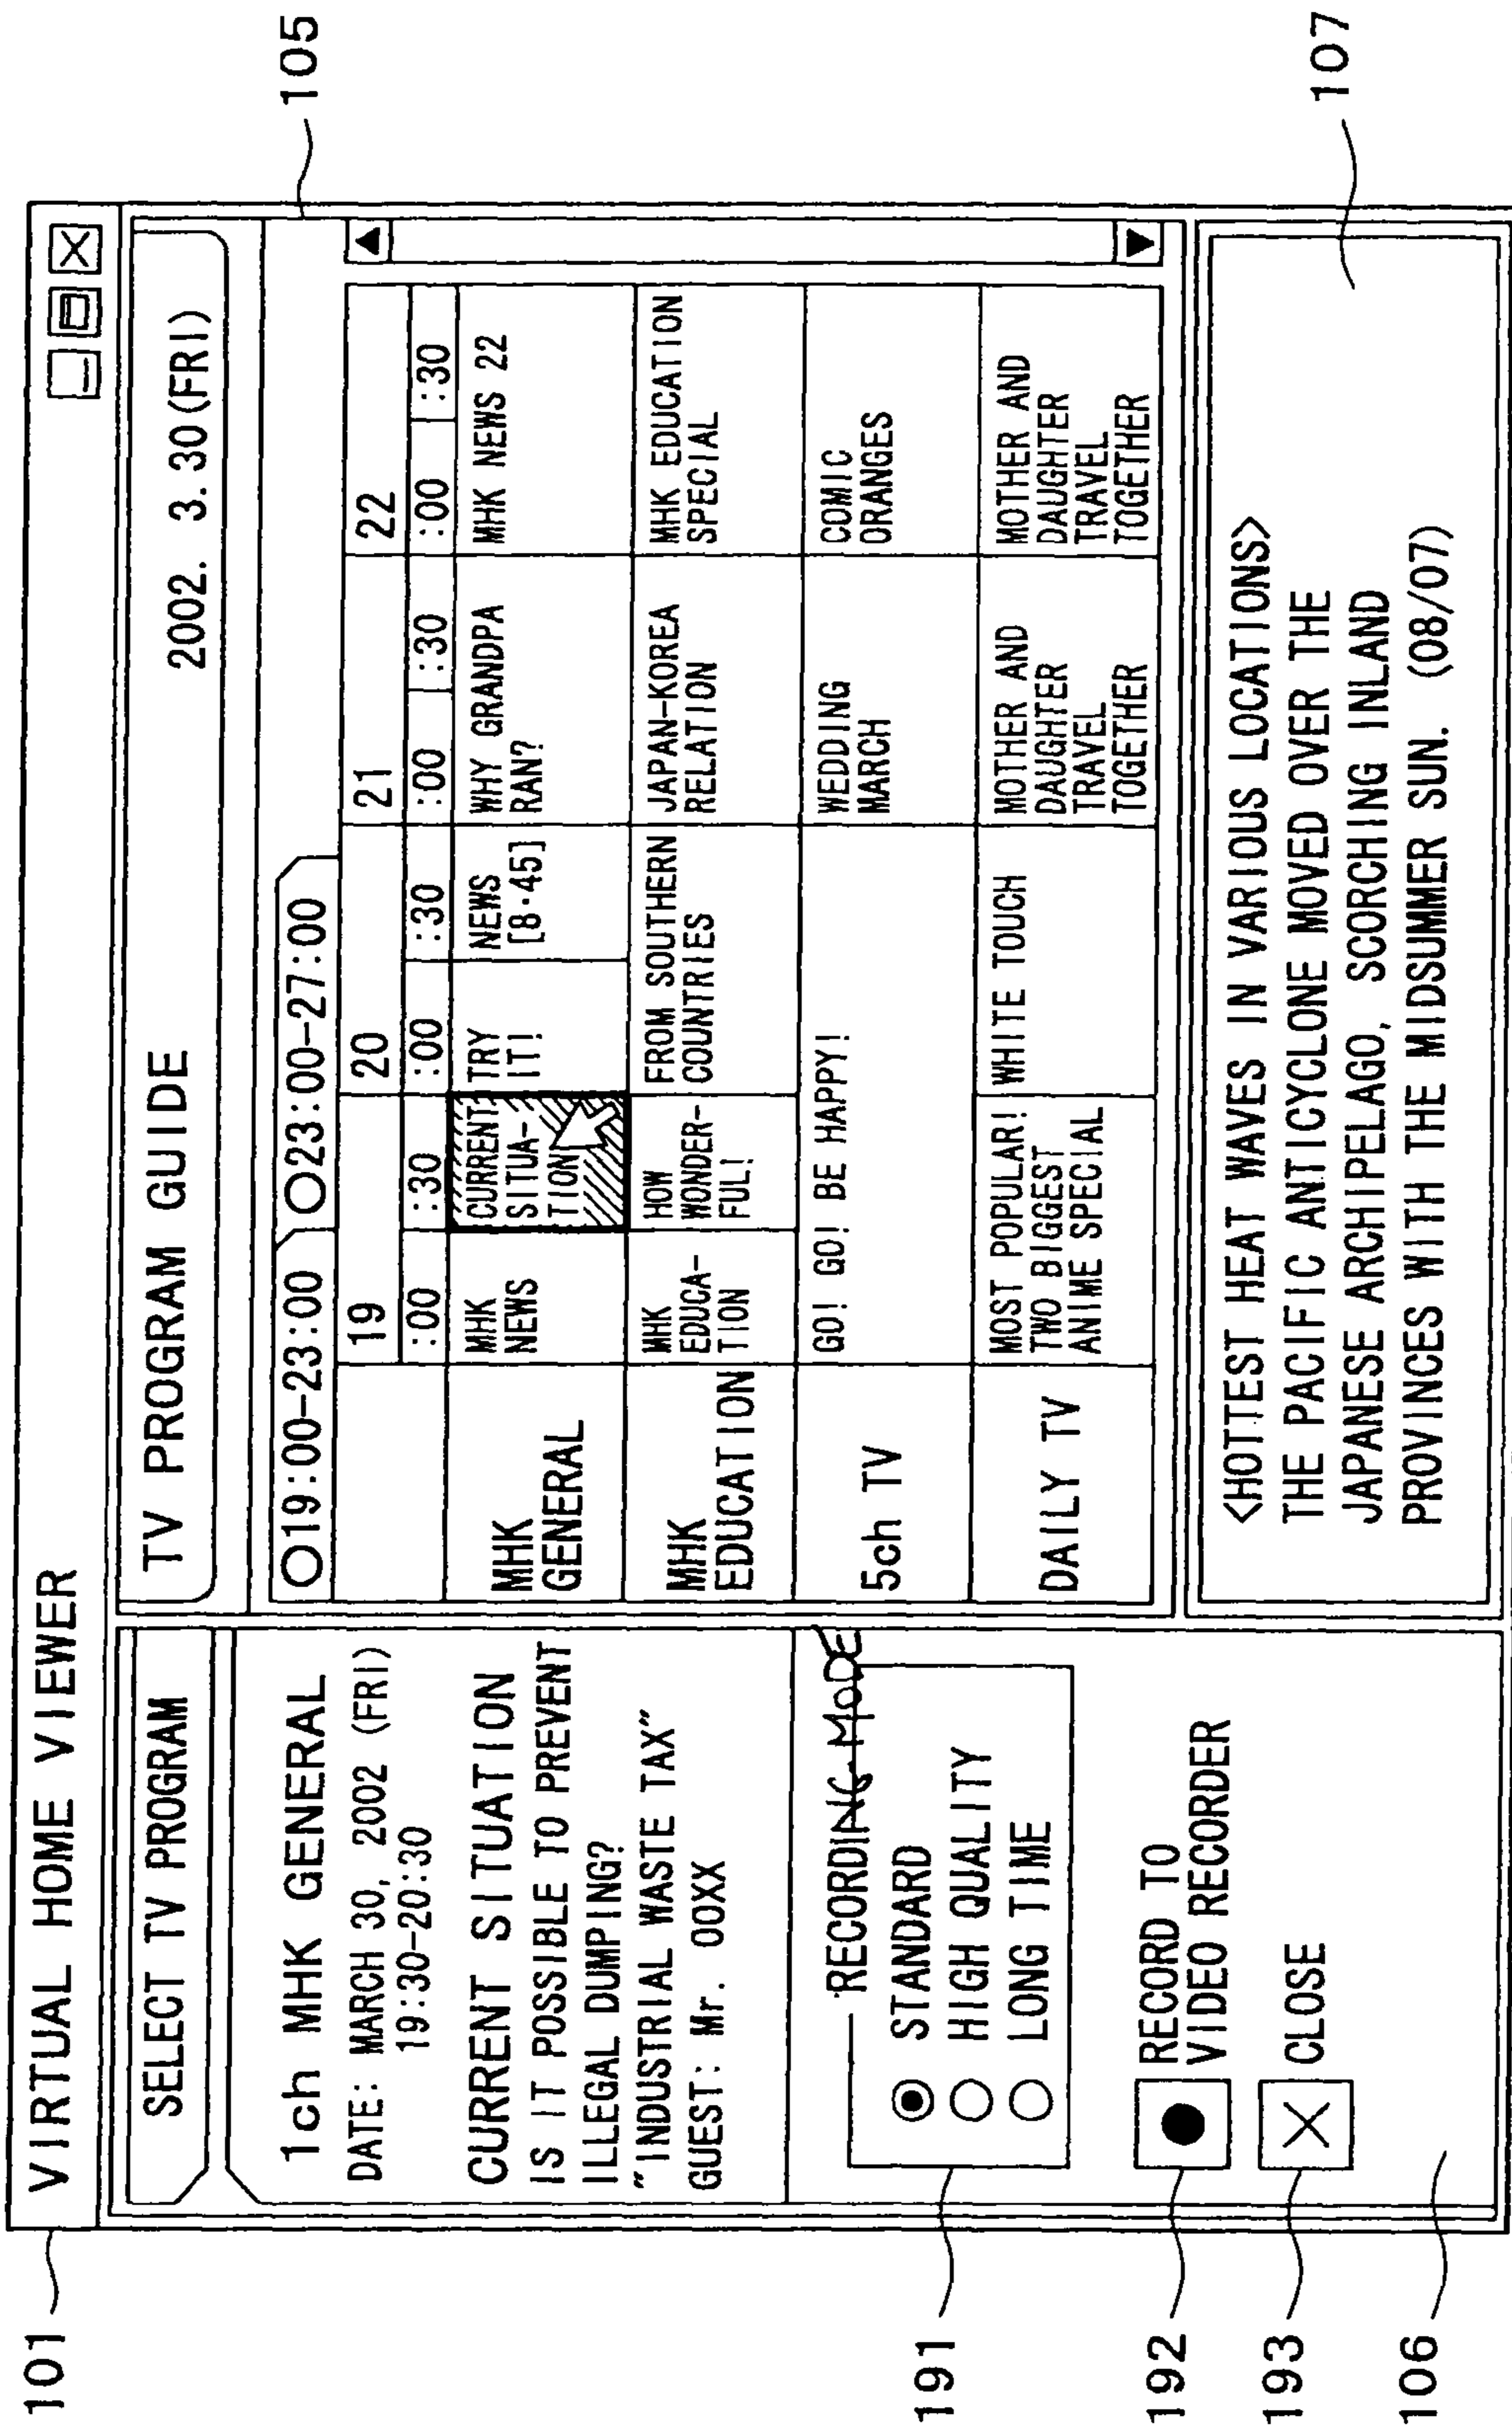 VIRTUAL HOME VIEWER
SELECT TV PROGRAM
1ch MHK GENERAL
DATE: MARCH 30, 2002 (FRI)
19:30-20:30
CURRENT SITUATION
IS IT POSSIBLE TO PREVENT
ILLEGAL DUMPING?
"INDUSTRIAL WASTE TAX"
GUEST: Mr. OOXX
RECORDING MODE
STANDARD
HIGH QUALITY
LONG TIME
RECORD TO
VIDEO RECORDER
CLOSE
TV PROGRAM GUIDE
2002. 3.30(FRI)
19:00-23:00
23:00-27:00
19 20 21 22
:00 :30 :00 :30 :00 :30 :00 :30
MHK
GENERAL
MHK
NEWS
CURRENT
SITUA-
TION
TRY
IT!
NEWS
[8·45]
WHY GRANDPA
RAN?
MHK NEWS 22
MHK
EDUCATION
MHK
EDUCA-
TION
HOW
WONDER-
FUL!
FROM SOUTHERN
COUNTRIES
JAPAN-KOREA
RELATION
MHK EDUCATION
SPECIAL
5ch TV
GO! GO! BE HAPPY!
WEDDING
MARCH
COMIC
ORANGES
DAILY TV
MOST POPULAR!
TWO BIGGEST
ANIME SPECIAL
WHITE TOUCH
MOTHER AND
DAUGHTER
TRAVEL
TOGETHER
MOTHER AND
DAUGHTER
TRAVEL
TOGETHER
<HOTTEST HEAT WAVES IN VARIOUS LOCATIONS>
THE PACIFIC ANTICYCLONE MOVED OVER THE
JAPANESE ARCHIPELAGO, SCORCHING INLAND
PROVINCES WITH THE MIDSUMMER SUN. (08/07)
101
105
107
191
192
193
106